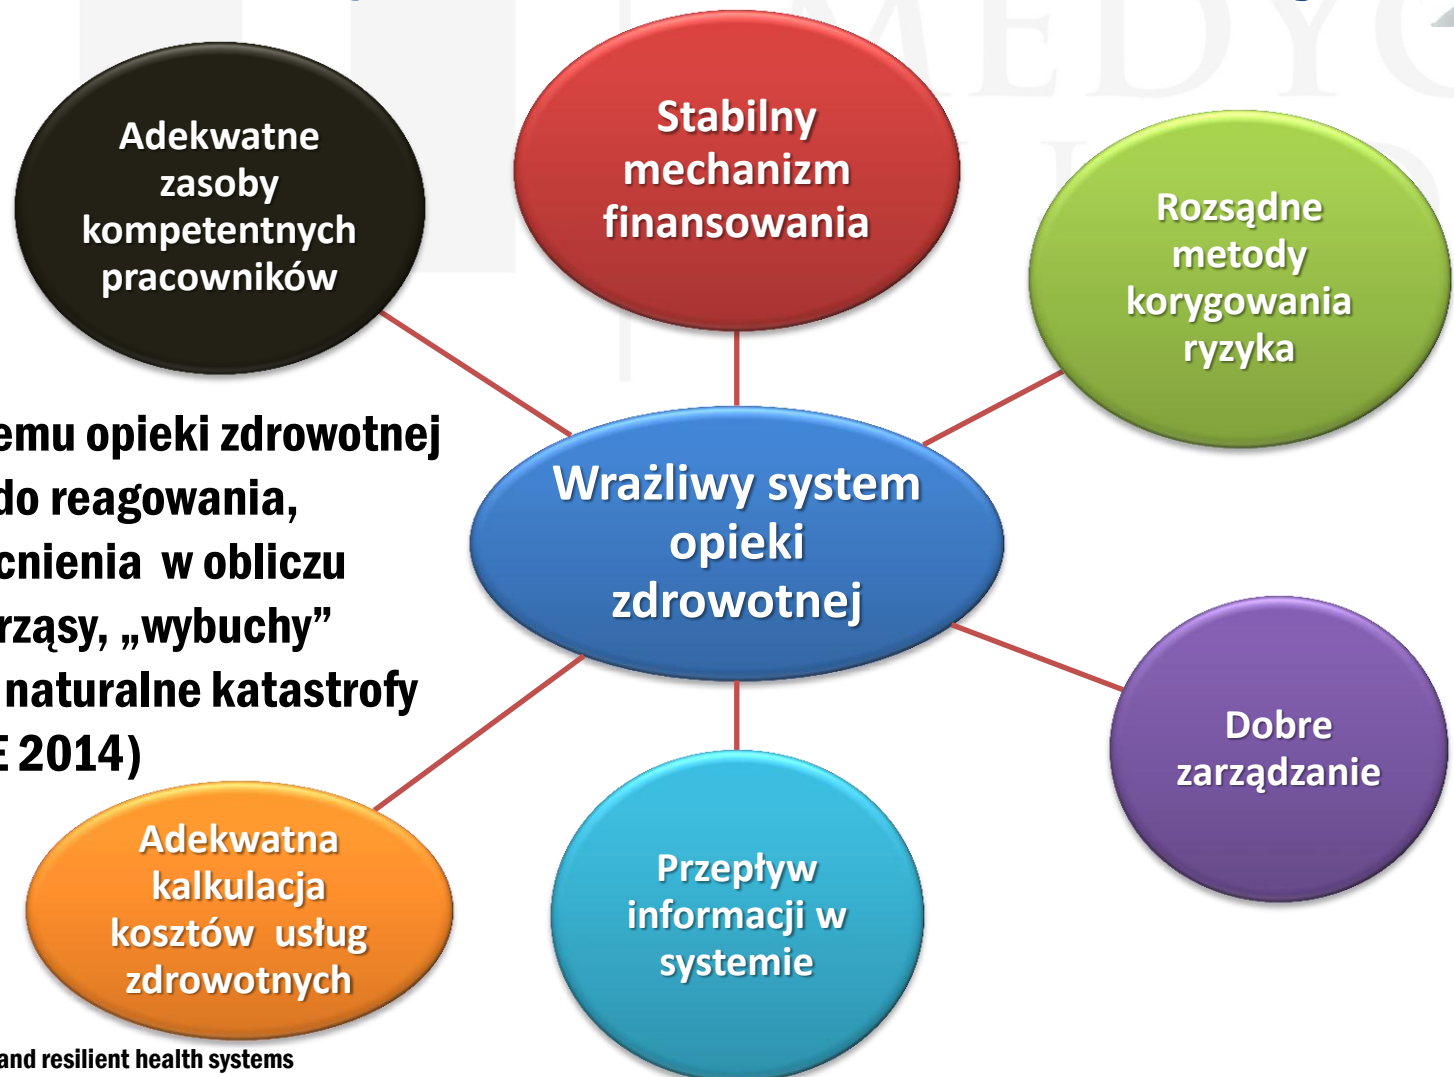 Adekwatne
zasoby
kompetentnych
pracowników
Stabilny
mechanizm
finansowania
Rozsądne
metody
korygowania
ryzyka
emu opieki zdrowotnej
do reagowania,
cnienia w obliczu
rząsy, „wybuchy”
naturalne katastrofy
E 2014)
Wrażliwy system
opieki
zdrowotnej
Dobre
zarządzanie
Adekwatna
kalkulacja
kosztów usług
zdrowotnych
Przepływ
informacji w
systemie
and resilient health systems
MEDYC